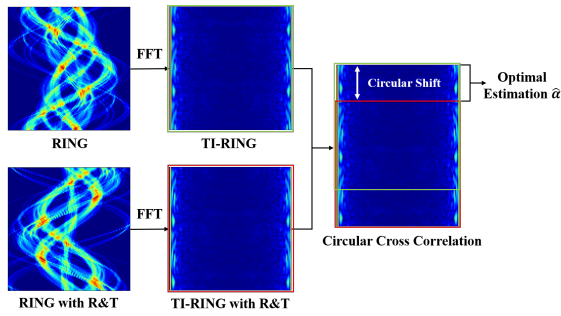 FFT
RING
TI-RING
Circular Shift
Optimal
Estimation α̂
FFT
RING with R&T
TI-RING with R&T
Circular Cross Correlation